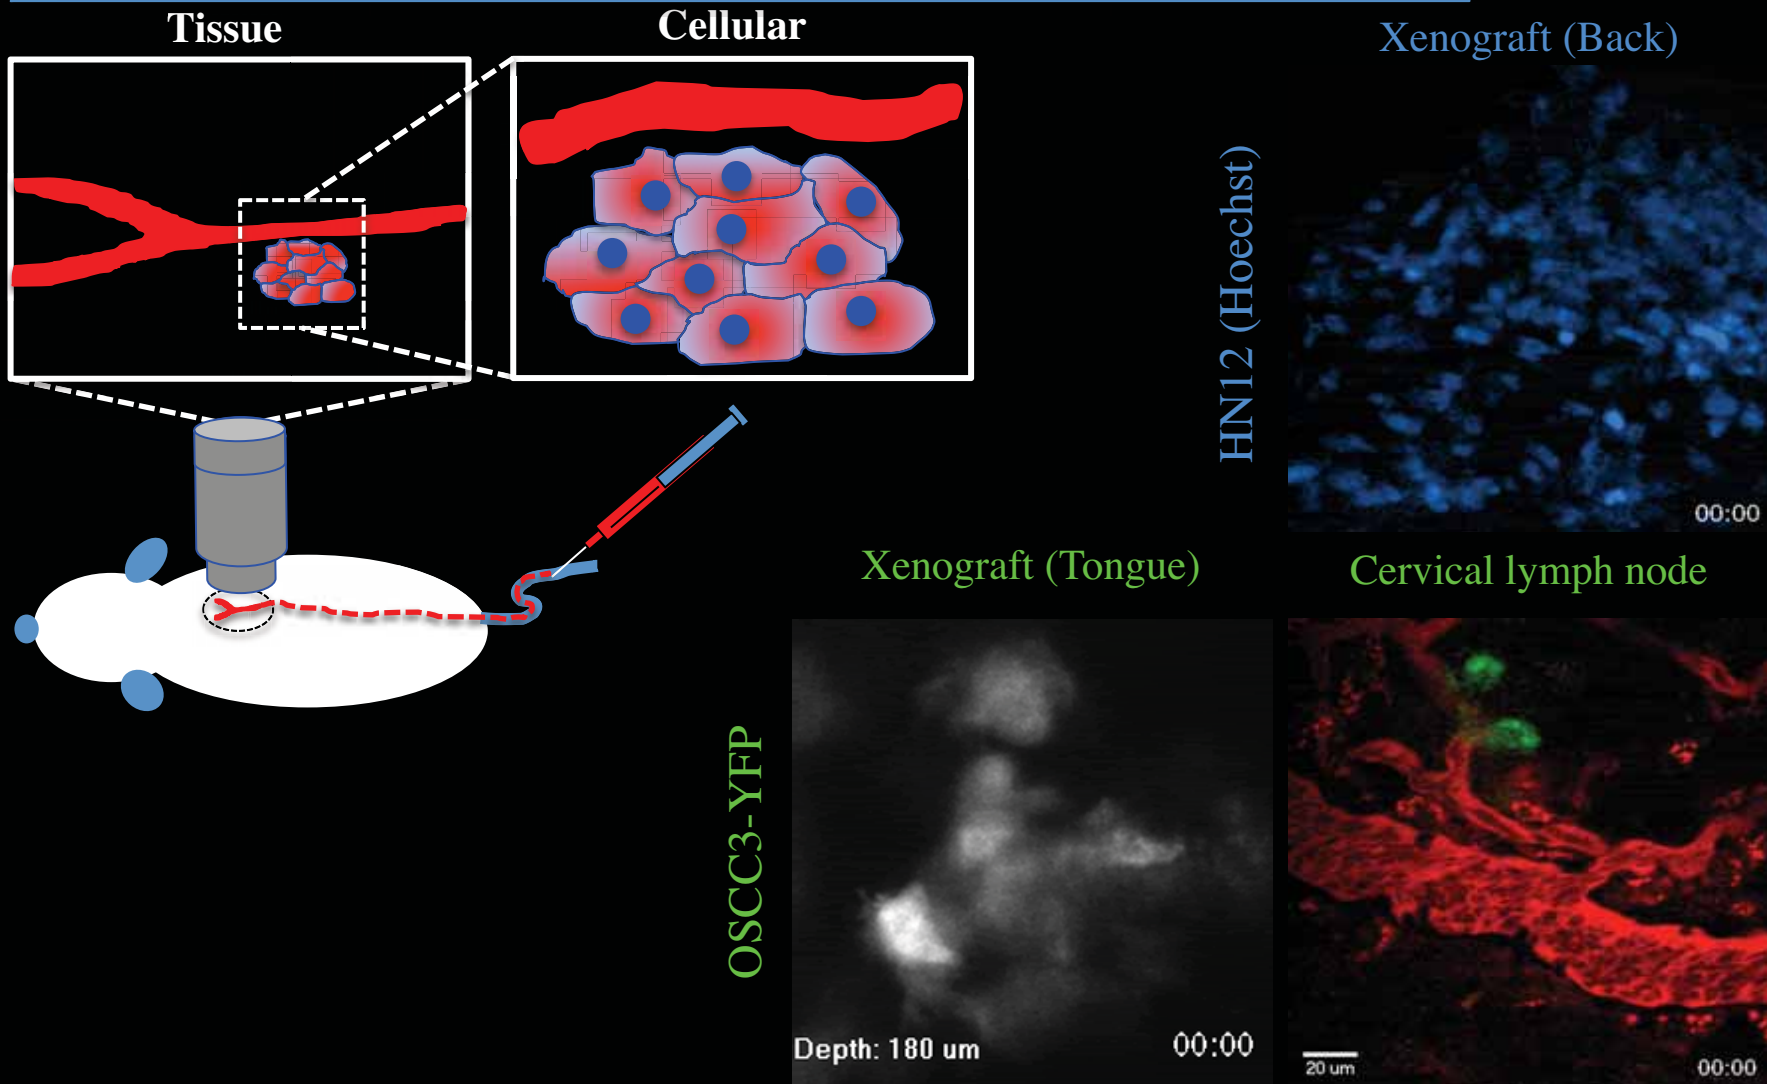 Tissue
Cellular
Xenograft (Back)
HN12 (Hoechst)
00:00
Xenograft (Tongue)
Cervical lymph node
OSCC3-YFP
Depth: 180 um
00:00
20 um
00:00